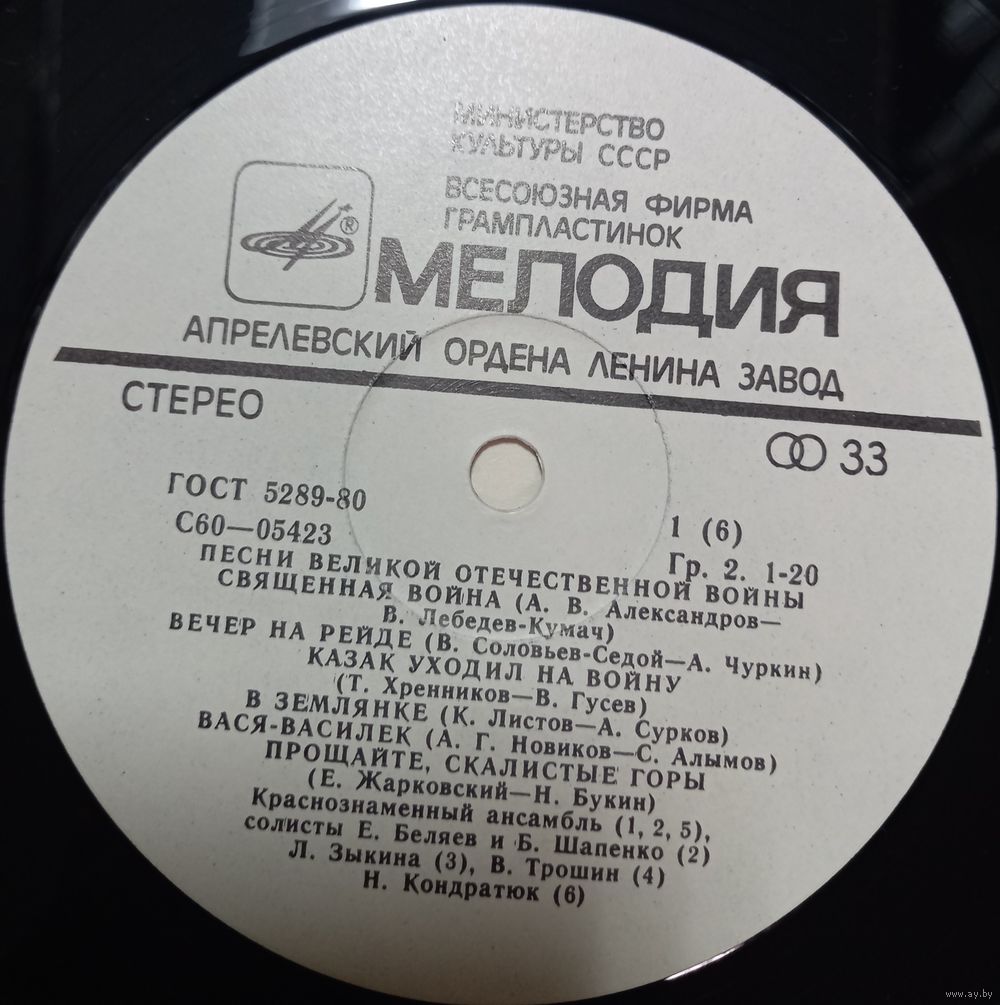 МИНИСТЕРСТВО
КУЛЬТУРЫ СССР
ВСЕСОЮЗНАЯ ФИРМА
ГРАМПЛАСТИНОК
®
МЕЛОДИЯ
АПРЕЛЕВСКИЙ ОРДЕНА ЛЕНИНА ЗАВОД
СТЕРЕО
33
ГОСТ 5289-80
С60—05423
1 (6)
Гр. 2. 1-20
ПЕСНИ ВЕЛИКОЙ ОТЕЧЕСТВЕННОЙ ВОЙНЫ
СВЯЩЕННАЯ ВОЙНА (А. В. Александров—
В. Лебедев-Кумач)
ВЕЧЕР НА РЕЙДЕ (В. Соловьев-Седой—А. Чуркин)
КАЗАК УХОДИЛ НА ВОЙНУ
(Т. Хренников—В. Гусев)
В ЗЕМЛЯНКЕ (К. Листов—А. Сурков)
ВАСЯ-ВАСИЛЕК (А. Г. Новиков—С. Алымов)
ПРОЩАЙТЕ, СКАЛИСТЫЕ ГОРЫ
(Е. Жарковский—Н. Букин)
Краснознаменный ансамбль (1, 2, 5),
солисты Е. Беляев и Б. Шапенко (2)
Л. Зыкина (3), В. Трошин (4)
Н. Кондратюк (6)
www.ay.by